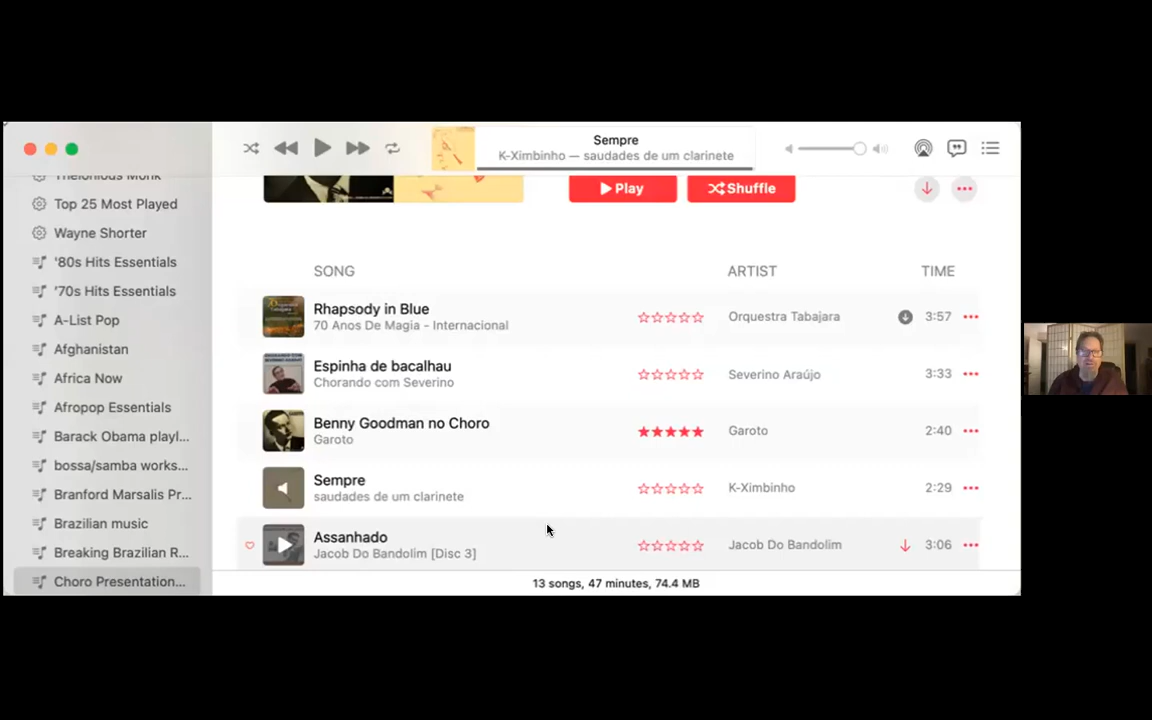 Sempre
K-Ximbinho — saudades de um clarinete
Thelonious Monk
Top 25 Most Played
Wayne Shorter
'80s Hits Essentials
'70s Hits Essentials
A-List Pop
Afghanistan
Africa Now
Afropop Essentials
Barack Obama playl...
bossa/samba works...
Branford Marsalis Pr...
Brazilian music
Breaking Brazilian R...
Choro Presentation...
Play
Shuffle
SONG ARTIST TIME
Rhapsody in Blue
70 Anos De Magia - Internacional
Orquestra Tabajara 3:57
Espinha de bacalhau
Chorando com Severino
Severino Araújo 3:33
Benny Goodman no Choro
Garoto
Garoto 2:40
Sempre
saudades de um clarinete
K-Ximbinho 2:29
Assanhado
Jacob Do Bandolim [Disc 3]
Jacob Do Bandolim 3:06
13 songs, 47 minutes, 74.4 MB